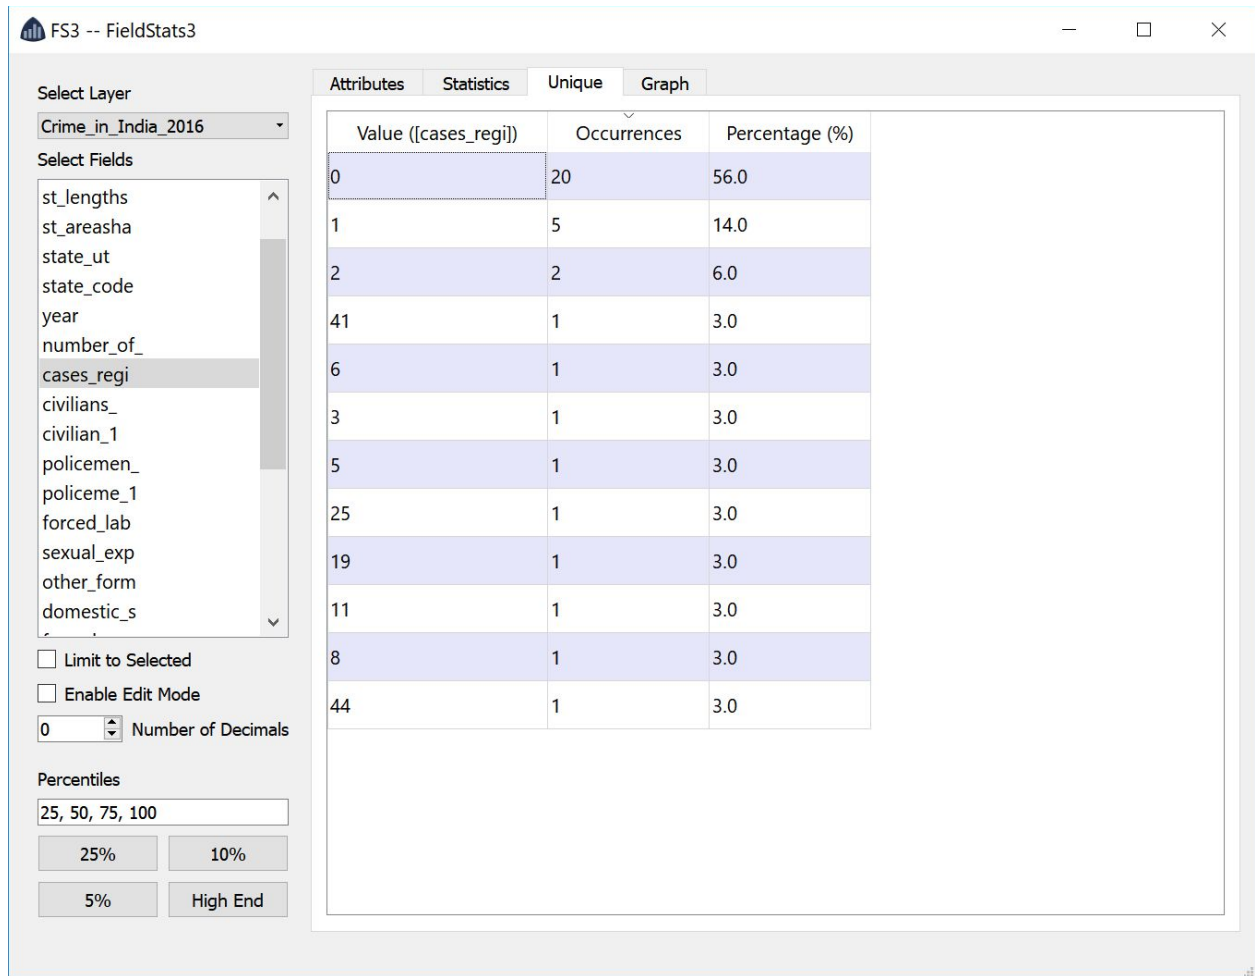 FS3 -- FieldStats3
Select Layer
Crime_in_India_2016
Select Fields
st_lengths
st_areasha
state_ut
state_code
year
number_of_
cases_regi
civilians_
civilian_1
policemen_
policeme_1
forced_lab
sexual_exp
other_form
domestic_s
Limit to Selected
Enable Edit Mode
0 Number of Decimals
Percentiles
25, 50, 75, 100
25% 10%
5% High End
Attributes Statistics Unique Graph
Value ([cases_regi]) Occurrences Percentage (%)
0 20 56.0
1 5 14.0
2 2 6.0
41 1 3.0
6 1 3.0
3 1 3.0
5 1 3.0
25 1 3.0
19 1 3.0
11 1 3.0
8 1 3.0
44 1 3.0